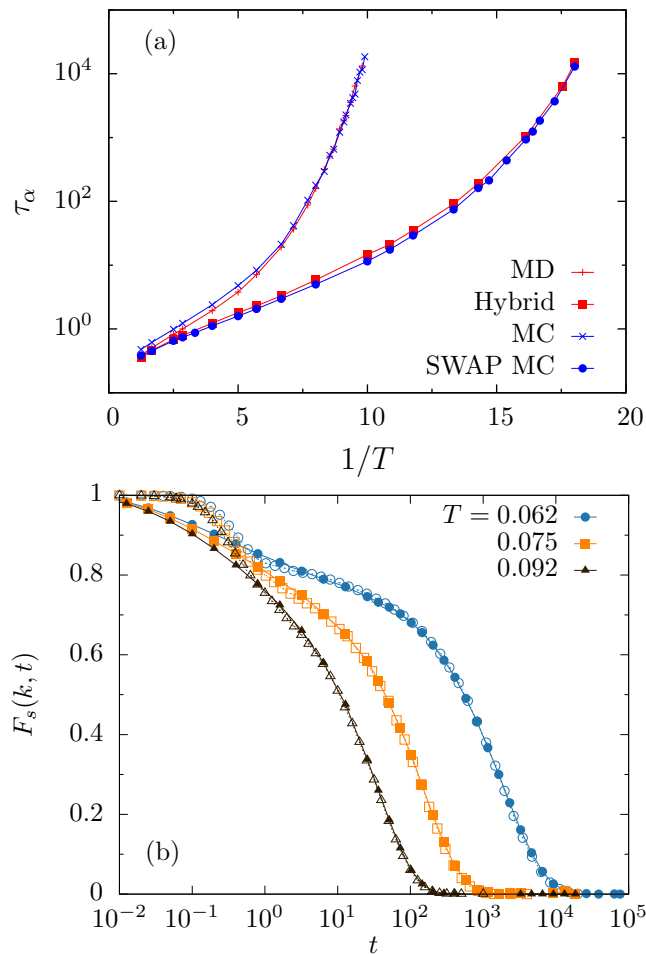 (a)
10^4
10^2
10^0
τ_α
MD
Hybrid
MC
SWAP MC
0 5 10 15 20
1/T
1
0.8
0.6
0.4
0.2
0
F_s(k, t)
T = 0.062
0.075
0.092
(b)
10^−2 10^−1 10^0 10^1 10^2 10^3 10^4 10^5
t